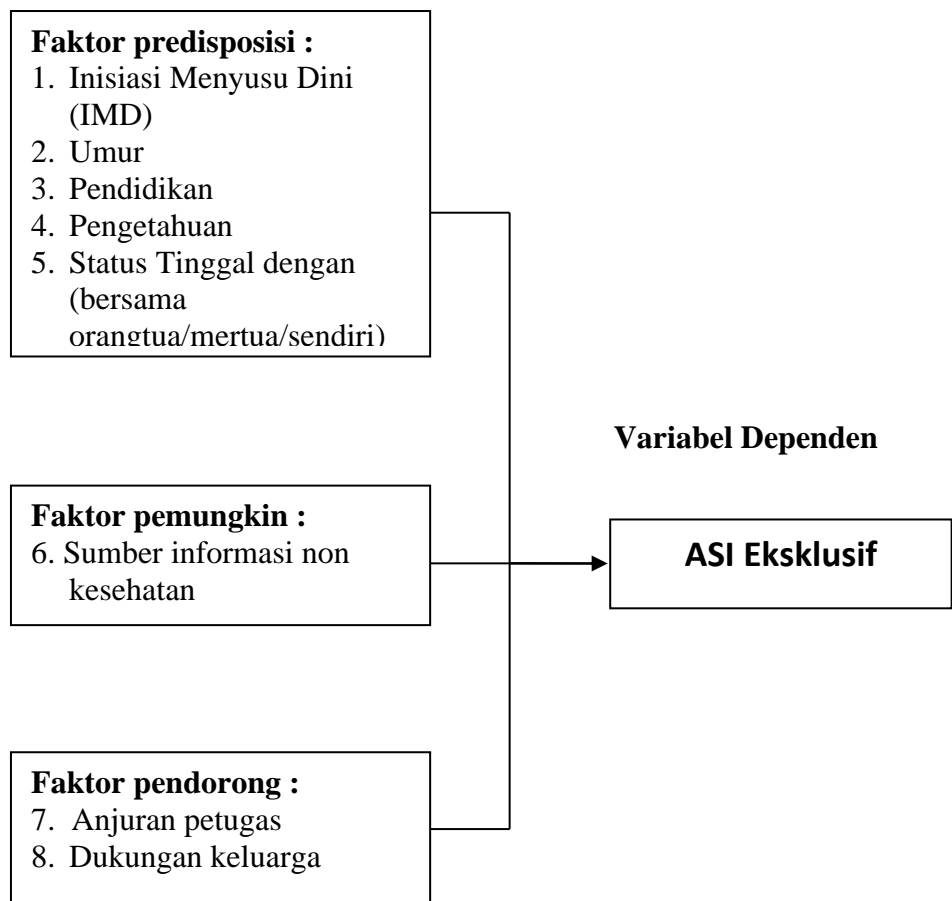 Faktor predisposisi :
1. Inisiasi Menyusu Dini
(IMD)
2. Umur
3. Pendidikan
4. Pengetahuan
5. Status Tinggal dengan
(bersama
orangtua/mertua/sendiri)
Variabel Dependen
Faktor pemungkin :
6. Sumber informasi non
kesehatan
ASI Eksklusif
Faktor pendorong :
7. Anjuran petugas
8. Dukungan keluarga